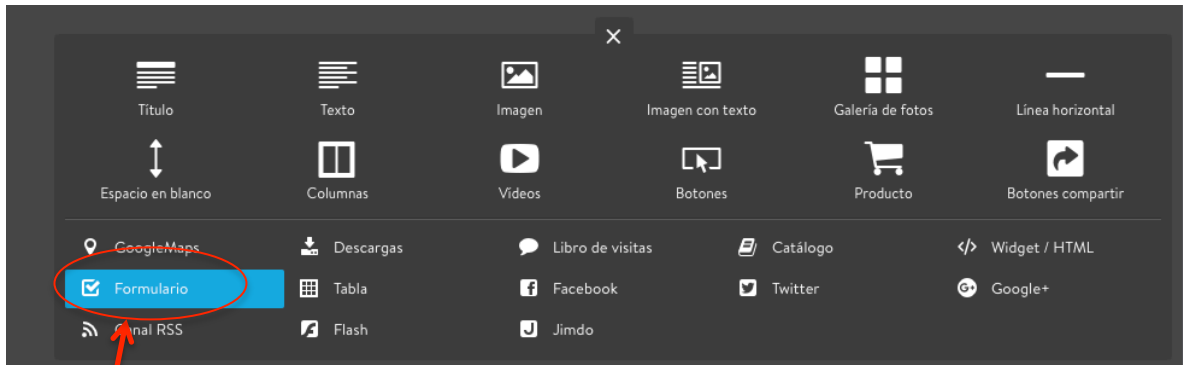 Título Texto Imagen Imagen con texto Galería de fotos Línea horizontal
Espacio en blanco Columnas Videos Botones Producto Botones compartir
GoogleMaps Descargas Libro de visitas Catálogo Widget / HTML
Formulario Tabla Facebook Twitter Google+
Canal RSS Flash Jimdo